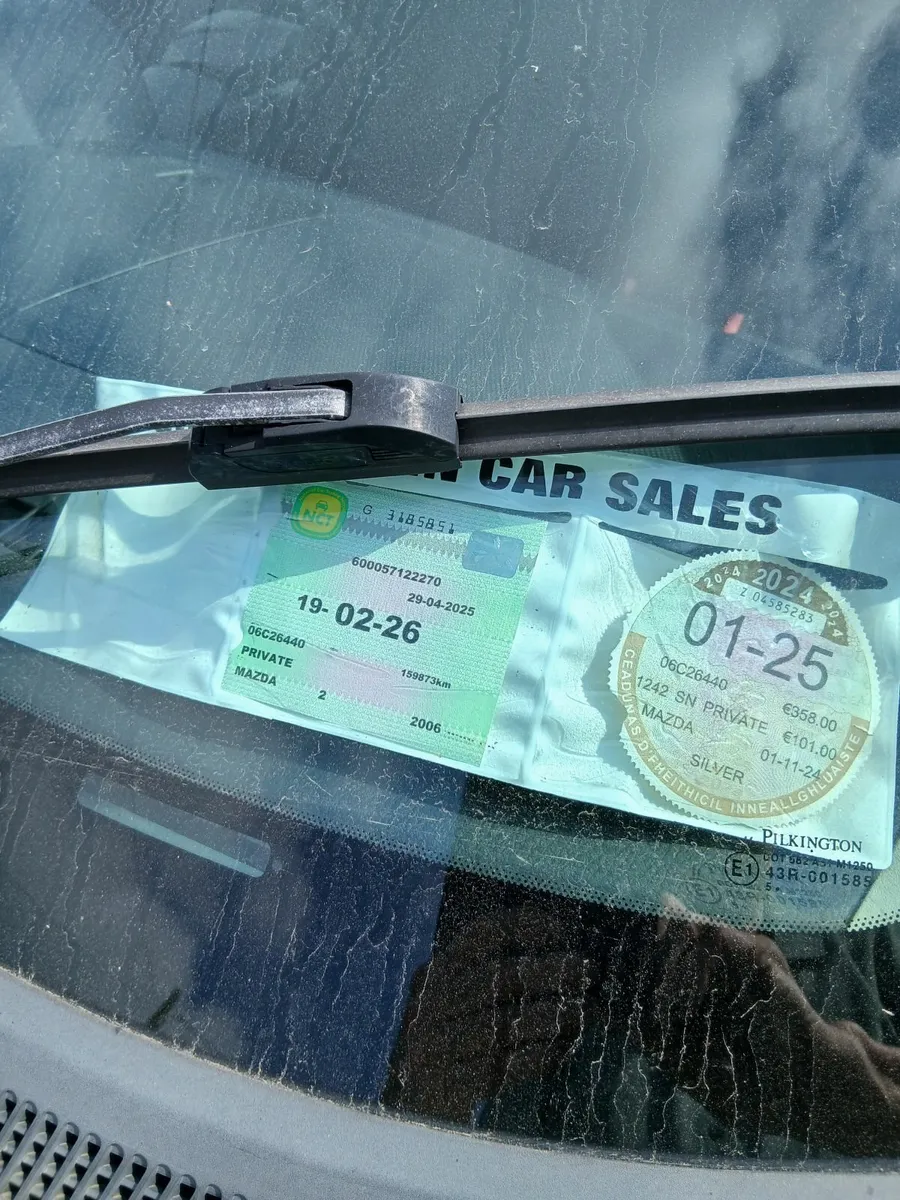 CAR SALES
NCT
G 3185851
600057122270
29-04-2025
19- 02-26
06C26440
PRIVATE
159873km
MAZDA
2
2006
2024 2024 2024
Z 04585283
01-25
06C26440
1242 SN PRIVATE €358.00
MAZDA €101.00
01-11-24
SILVER
CEADÚNAS D'FHEITHICIL INNEALLGHLUAISTE
PILKINGTON
E1
43R-001585